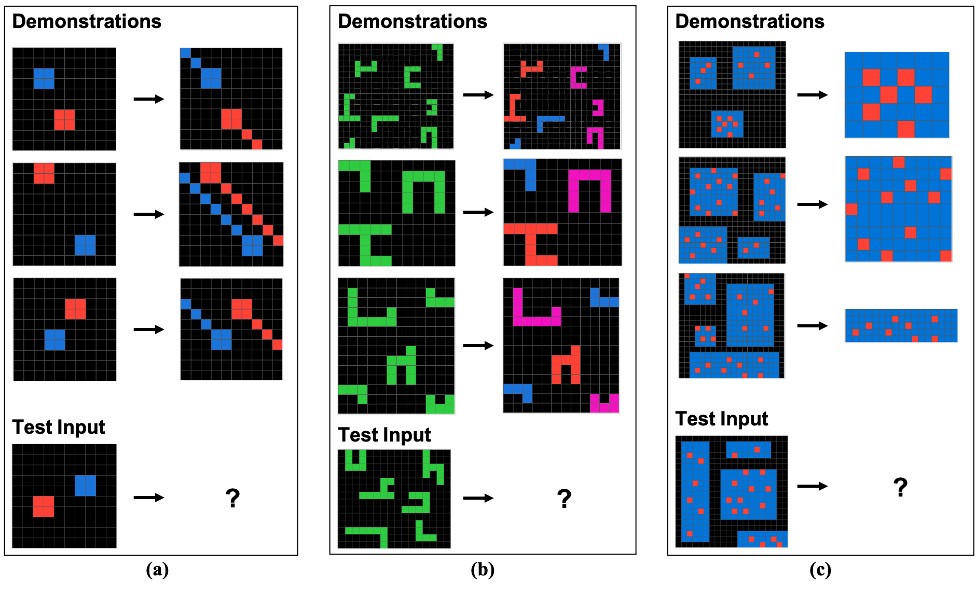 Demonstrations
Test Input
?
(a)
Demonstrations
Test Input
?
(b)
Demonstrations
Test Input
?
(c)